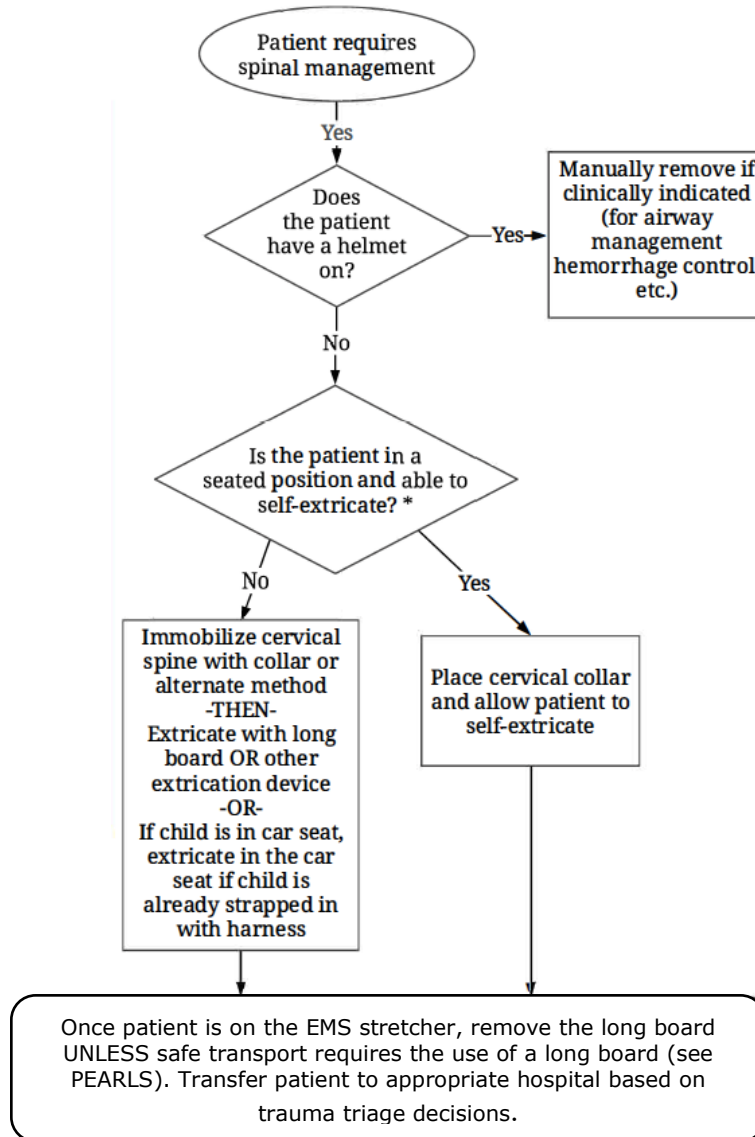 Patient requires
spinal management
Yes
Does
the patient
have a helmet
on?
Yes
Manually remove if
clinically indicated
(for airway
management
hemorrhage control,
etc.)
No
Is the patient in a
seated position and able to
self-extricate? *
No
Yes
Immobilize cervical
spine with collar or
alternate method
-THEN-
Extricate with long
board OR other
extrication device
-OR-
If child is in car seat,
extricate in the car
seat if child is
already strapped in
with harness
Place cervical collar
and allow patient to
self-extricate
Once patient is on the EMS stretcher, remove the long board
UNLESS safe transport requires the use of a long board (see
PEARLS). Transfer patient to appropriate hospital based on
trauma triage decisions.